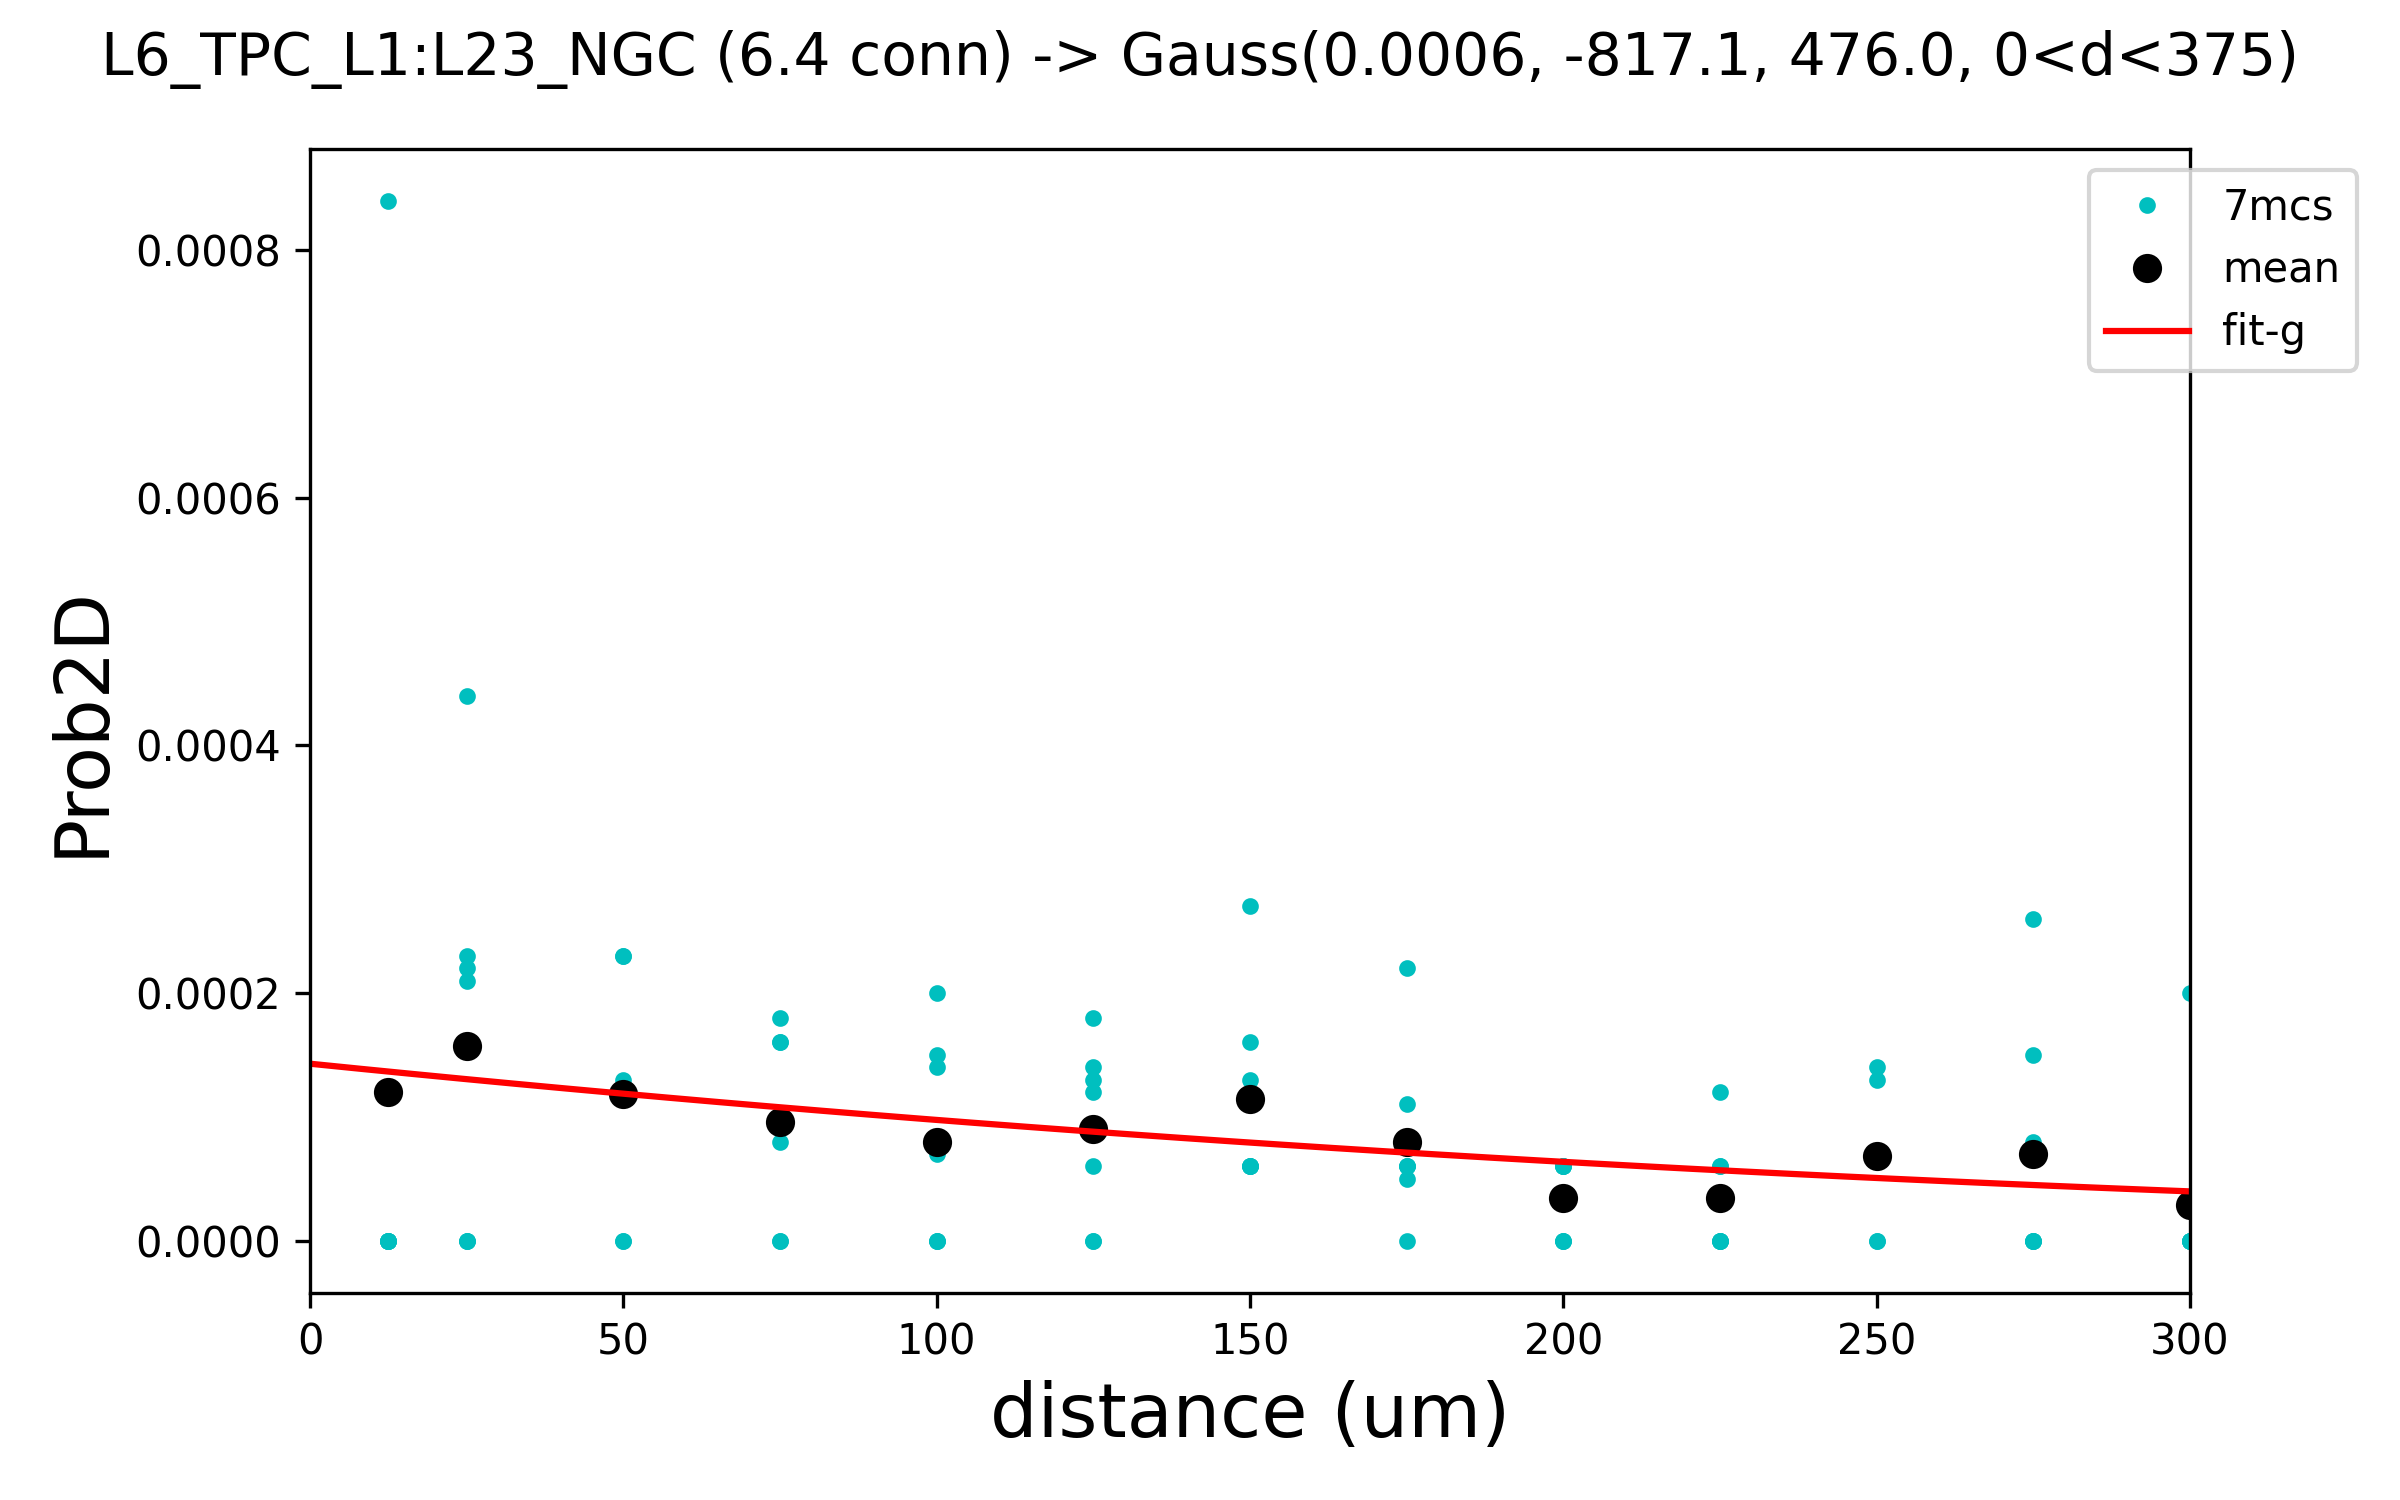 L6_TPC_L1:L23_NGC (6.4 conn) -> Gauss(0.0006, -817.1, 476.0, 0<d<375)
7mcs
mean
fit-g
0.0008
0.0006
0.0004
0.0002
0.0000
Prob2D
0 50 100 150 200 250 300
distance (um)